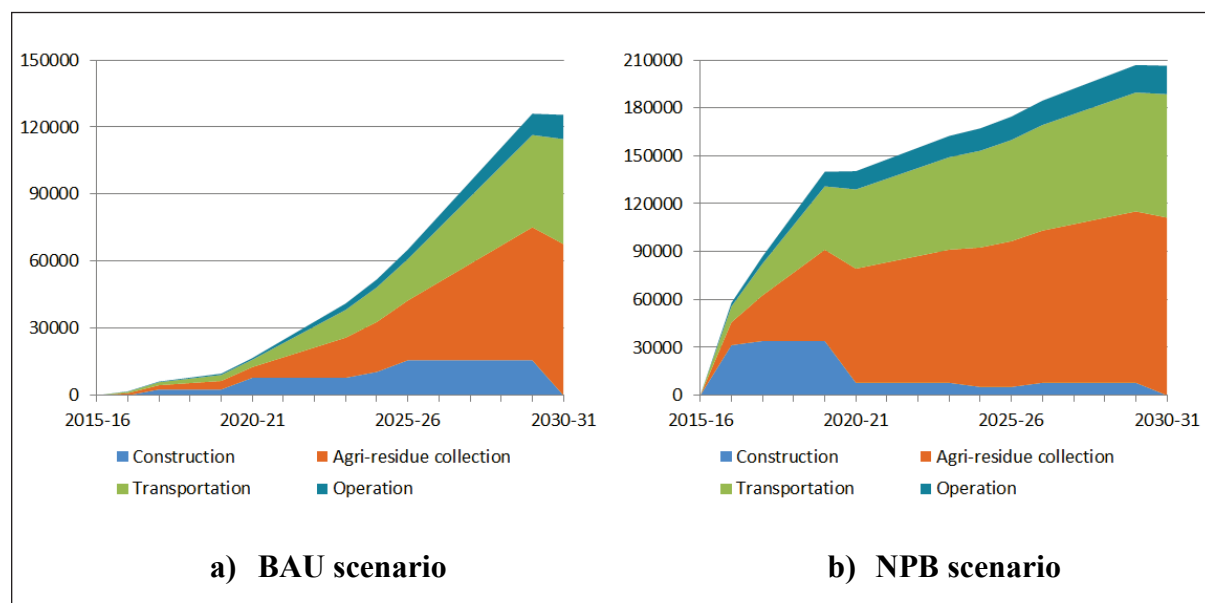 150000
120000
90000
60000
30000
0
2015-16 2020-21 2025-26 2030-31
Construction Agri-residue collection
Transportation Operation
a) BAU scenario
210000
180000
150000
120000
90000
60000
30000
0
2015-16 2020-21 2025-26 2030-31
Construction Agri-residue collection
Transportation Operation
b) NPB scenario